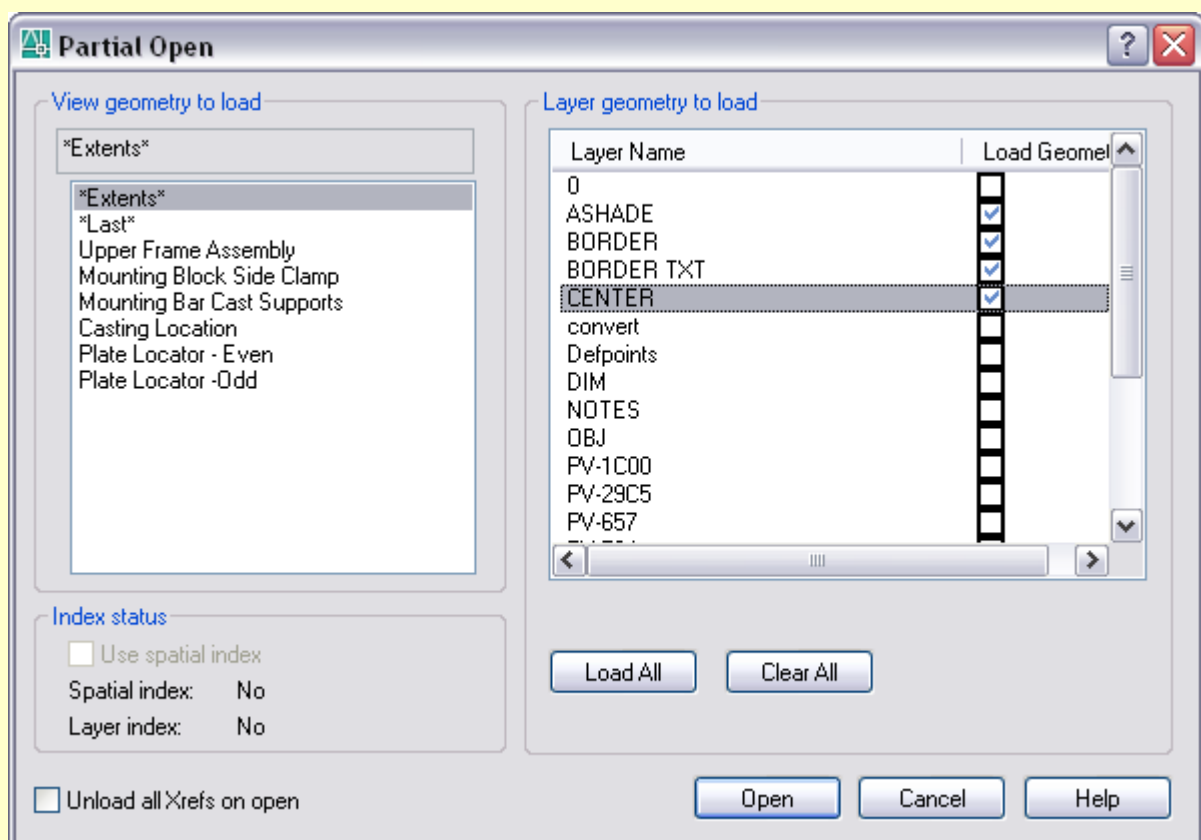 Partial Open
View geometry to load
*Extents*
*Extents*
*Last*
Upper Frame Assembly
Mounting Block Side Clamp
Mounting Bar Cast Supports
Casting Location
Plate Locator - Even
Plate Locator -Odd
Index status
Use spatial index
Spatial index: No
Layer index: No
Unload all Xrefs on open
Layer geometry to load
Layer Name Load Geomet
0
ASHADE
BORDER
BORDER TXT
CENTER
convert
Defpoints
DIM
NOTES
OBJ
PV-1C00
PV-29C5
PV-657
Load All Clear All
Open Cancel Help